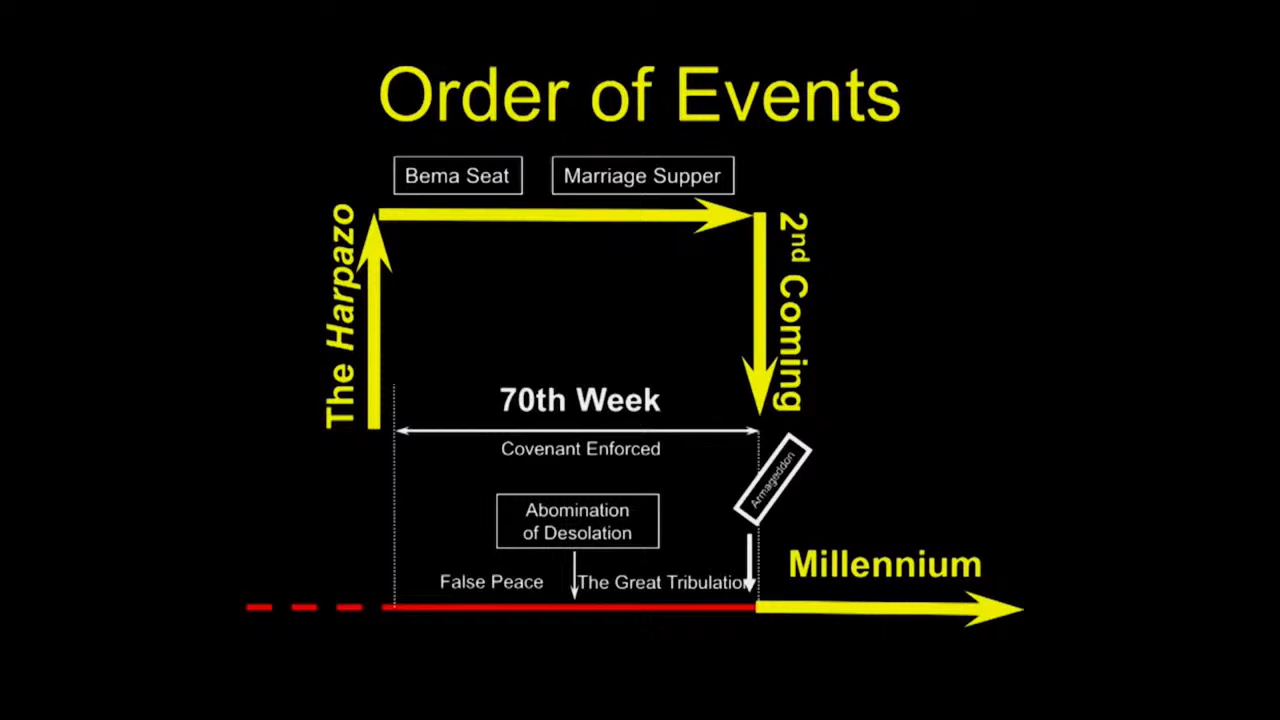 Order of Events
Bema Seat
Marriage Supper
The Harpazo
2nd Coming
70th Week
Covenant Enforced
Armageddon
Abomination
of Desolation
Millennium
False Peace
The Great Tribulation